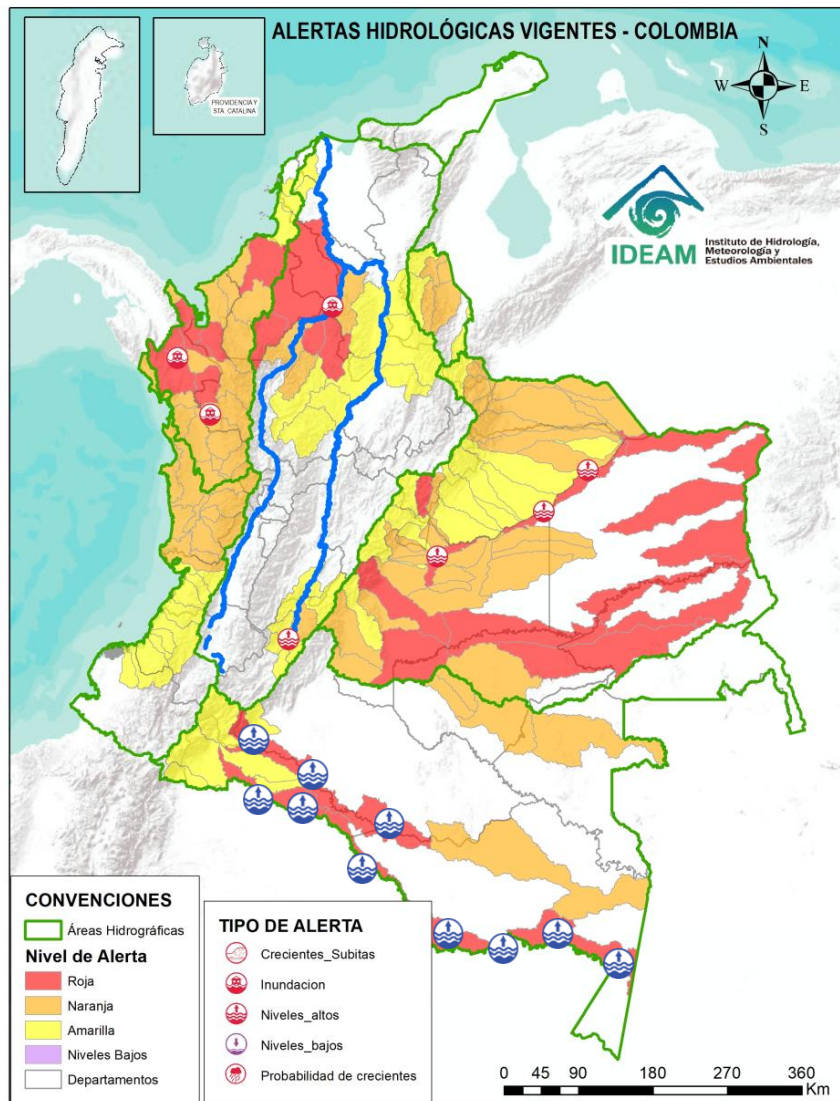 ALERTAS HIDROLÓGICAS VIGENTES - COLOMBIA
PROVIDENCIA Y
STA. CATALINA
N
W
E
S
IDEAM
Instituto de Hidrología,
Meteorología y
Estudios Ambientales
CONVENCIONES
Áreas Hidrográficas
Nivel de Alerta
Roja
Naranja
Amarilla
Niveles Bajos
Departamentos
TIPO DE ALERTA
Crecientes_Subitas
Inundacion
Niveles_altos
Niveles_bajos
Probabilidad de crecientes
0 45 90 180 270 360
Km